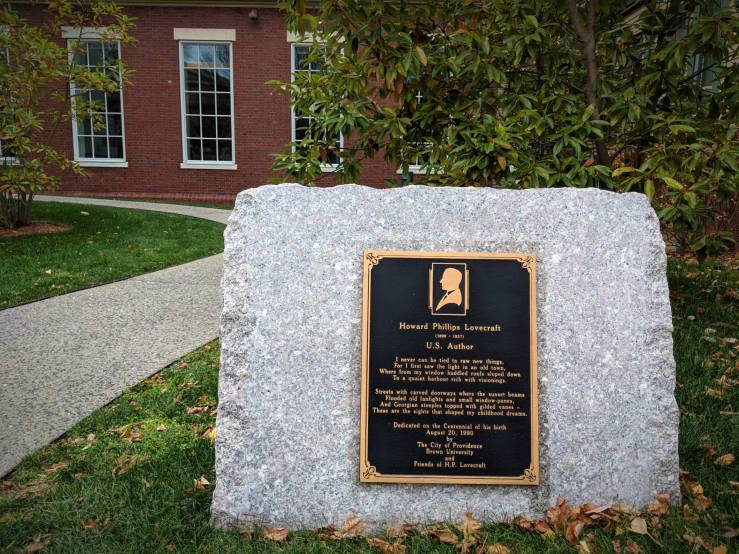 Howard Phillips Lovecraft
(1890 - 1937)
U.S. Author
I never can be tied to raw new things,
For I first saw the light in an old town,
Where from my window huddled roofs sloped down
To a quaint harbour rich with visionings.
Streets with carved doorways where the sunset beams
Flooded old fanlights and small window-panes,
And Georgian steeples topped with gilded vanes -
These are the sights that shaped my childhood dreams.
Dedicated on the Centennial of his birth
August 20, 1990
by
The City of Providence
Brown University
and
Friends of H.P. Lovecraft